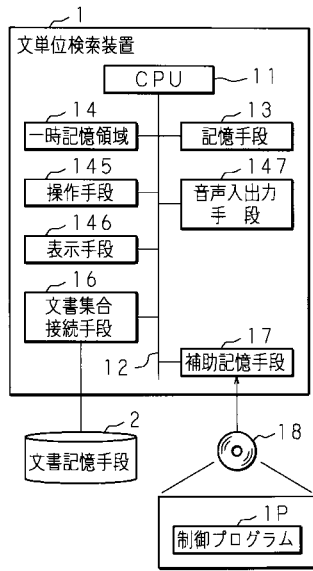 1
文単位検索装置
CPU
11
14
一時記憶領域
13
記憶手段
145
操作手段
147
音声入出力
手段
146
表示手段
16
文書集合
接続手段
12
17
補助記憶手段
2
文書記憶手段
18
1P
制御プログラム